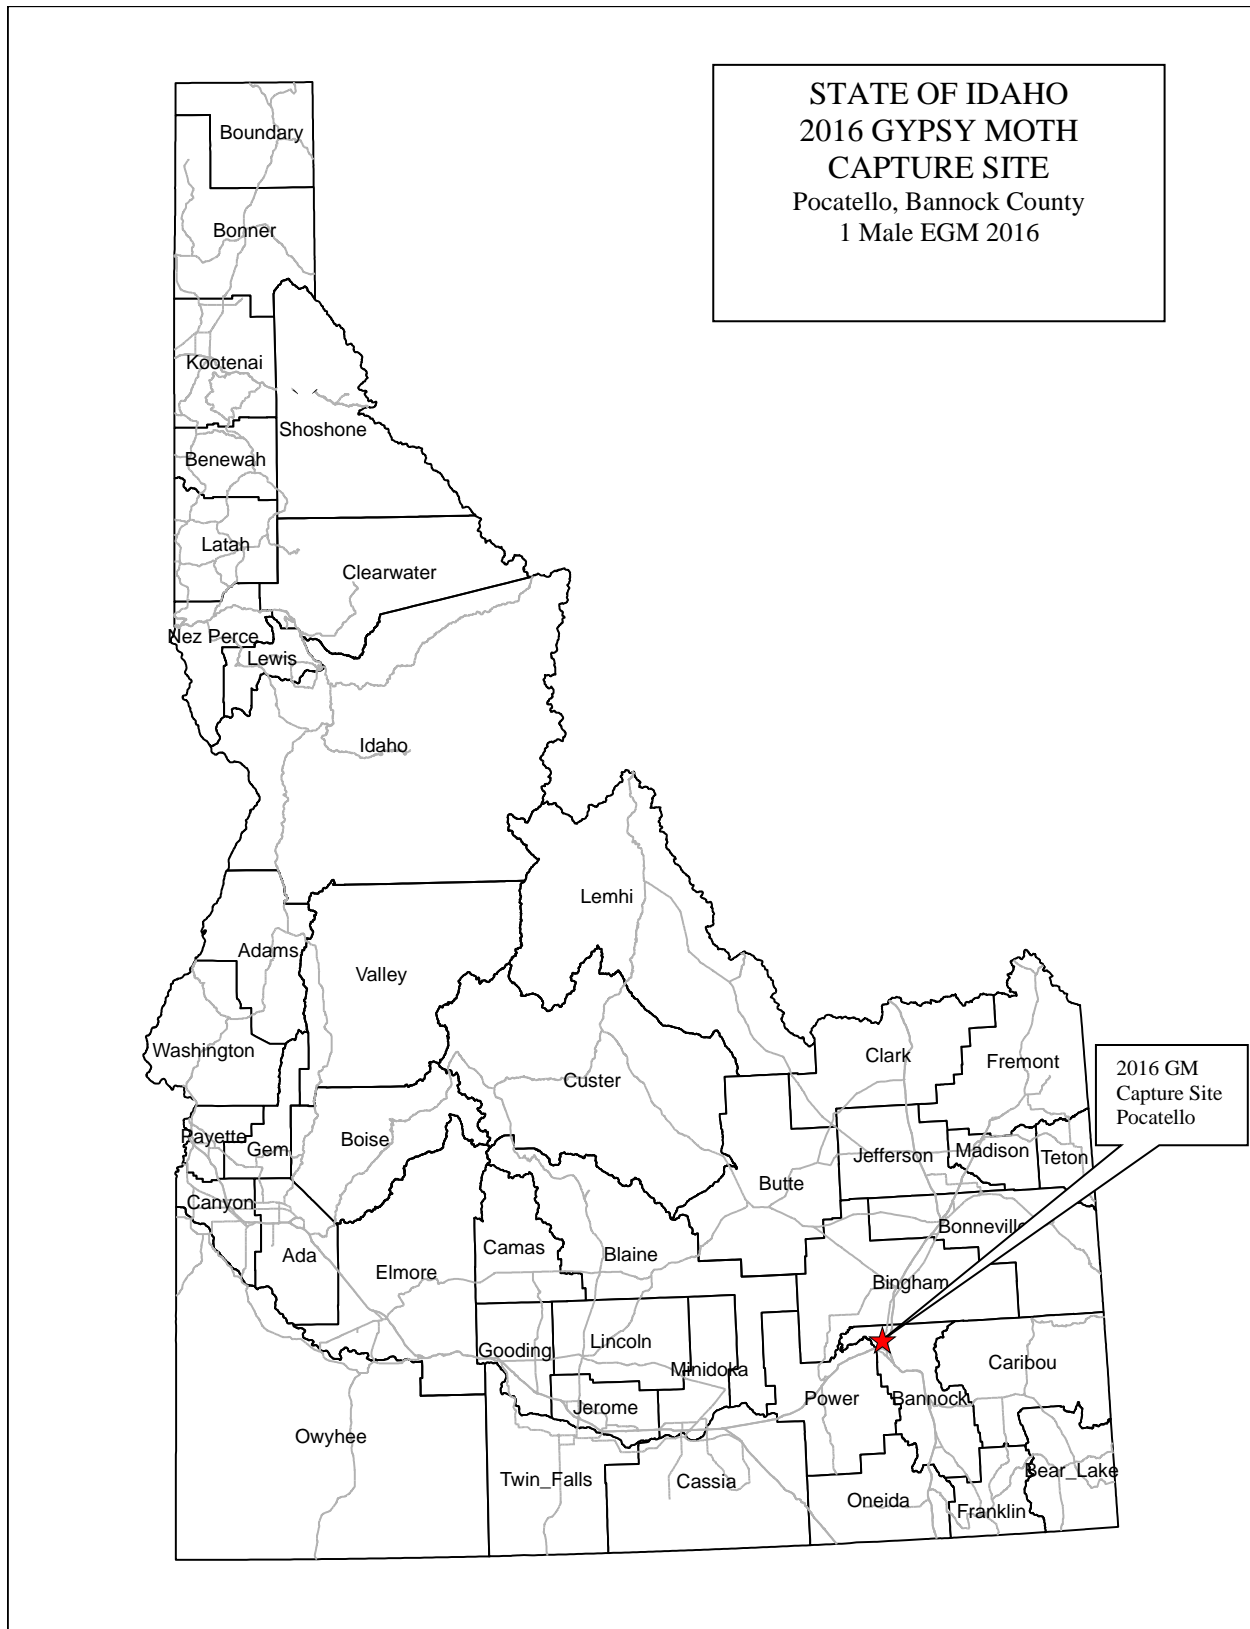 STATE OF IDAHO
2016 GYPSY MOTH
CAPTURE SITE
Pocatello, Bannock County
1 Male EGM 2016
Boundary
Bonner
Kootenai
Shoshone
Benewah
Latah
Clearwater
Nez Perce
Lewis
Idaho
Lemhi
Adams
Valley
Washington
Custer
Clark
Fremont
2016 GM
Capture Site
Pocatello
Payette
Gem
Boise
Butte
Jefferson
Madison
Teton
Canyon
Ada
Elmore
Camas
Blaine
Bonneville
Bingham
Gooding
Lincoln
Minidoka
Caribou
Jerome
Power
Bannock
Owyhee
Twin_Falls
Cassia
Oneida
Franklin
Bear_Lake